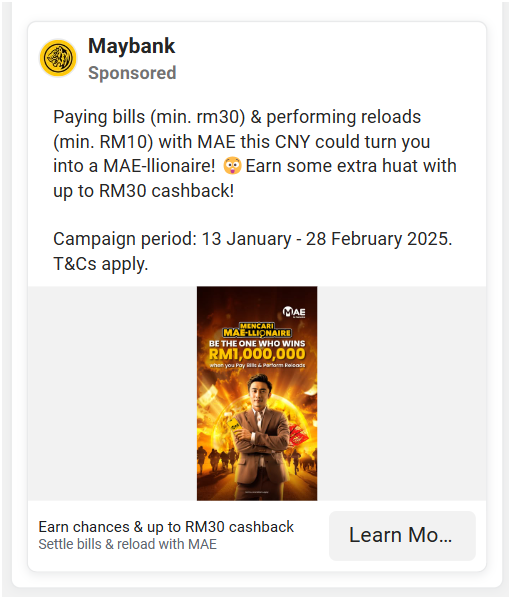 Maybank
Sponsored
Paying bills (min. rm30) & performing reloads
(min. RM10) with MAE this CNY could turn you
into a MAE-llionaire! 😳 Earn some extra huat with
up to RM30 cashback!
Campaign period: 13 January - 28 February 2025.
T&Cs apply.
MAE
MENCARI
MAE-LLIONAIRE
BE THE ONE WHO WINS
RM1,000,000
when you Pay Bills & Perform Reloads
Earn chances & up to RM30 cashback
Settle bills & reload with MAE
Learn Mo...